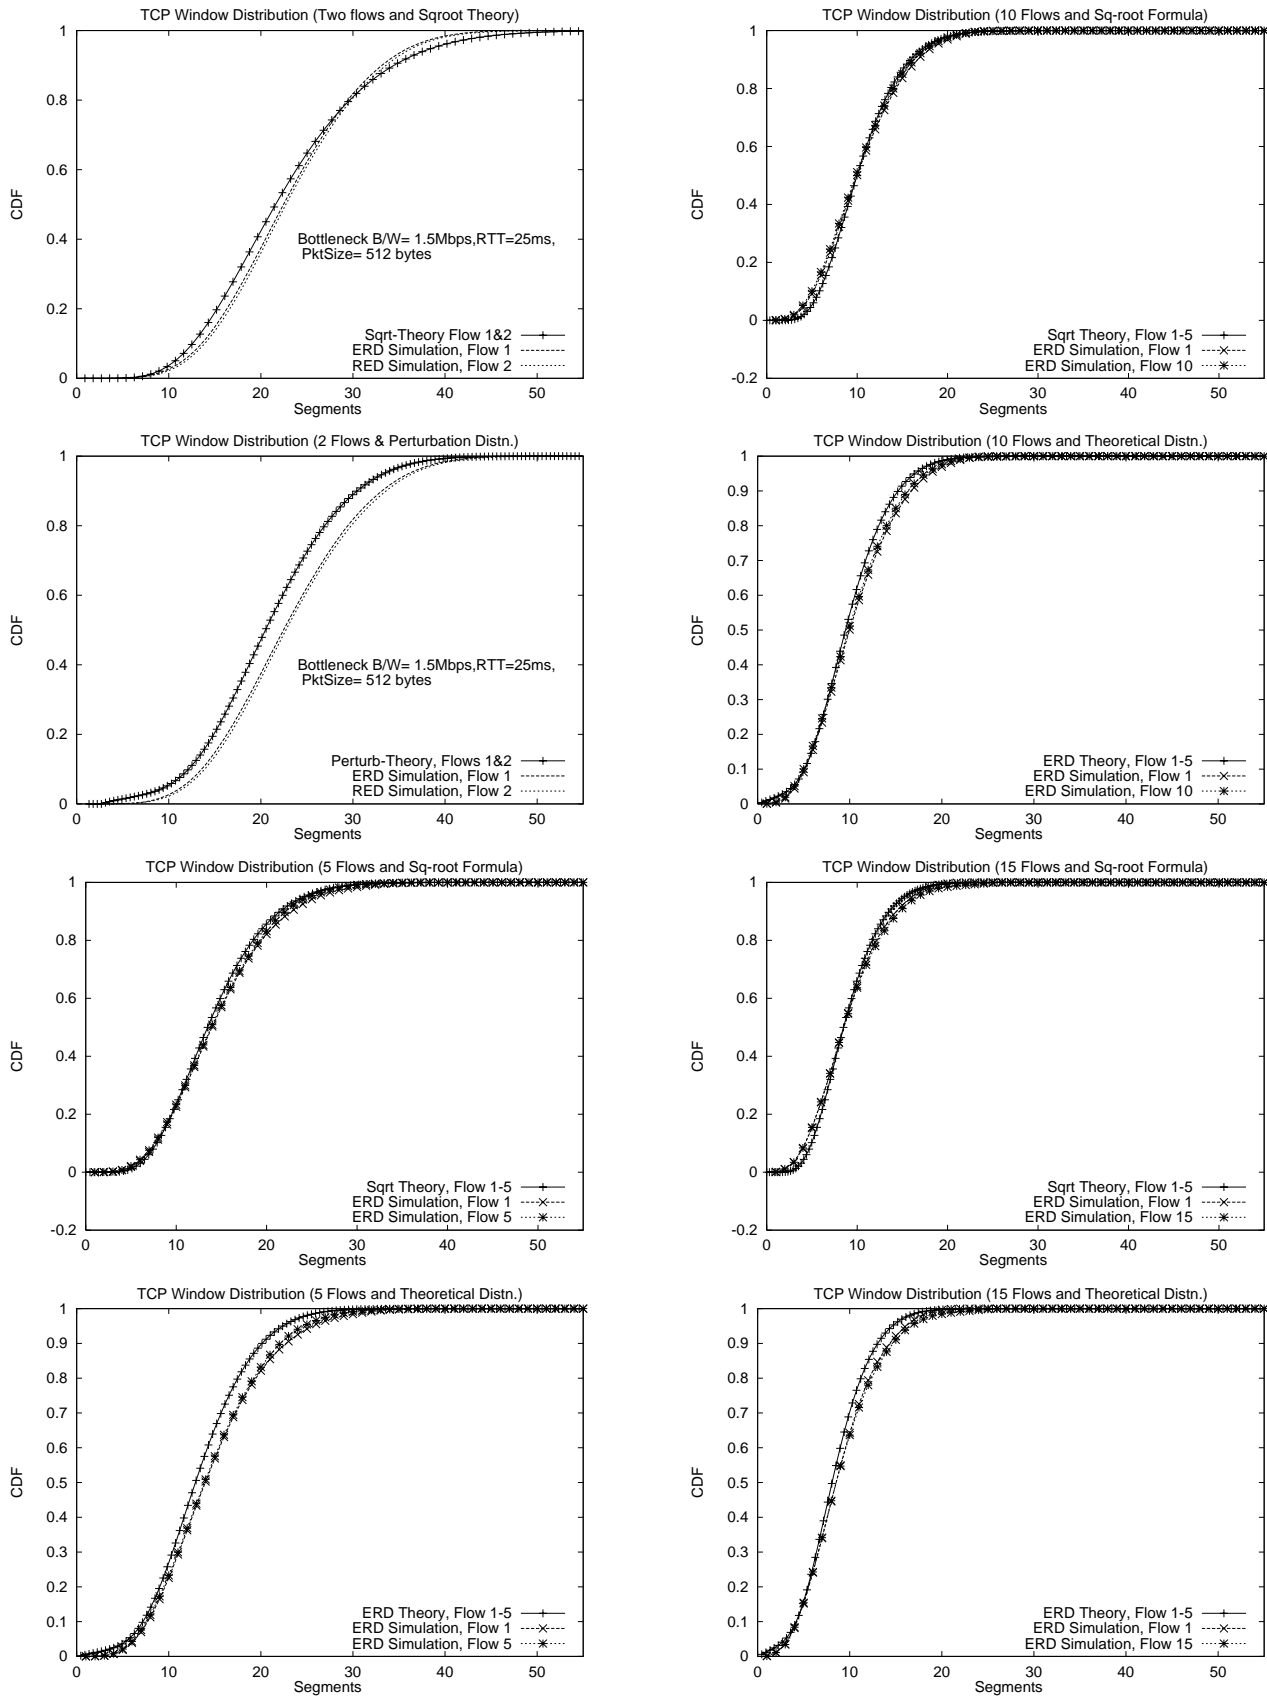 TCP Window Distribution (Two flows and Sqroot Theory)
1
0.8
0.6
0.4
0.2
0
CDF
Bottleneck B/W= 1.5Mbps,RTT=25ms,
PktSize= 512 bytes
Sqrt-Theory Flow 1&2
ERD Simulation, Flow 1
RED Simulation, Flow 2
0 10 20 30 40 50
Segments
TCP Window Distribution (10 Flows and Sq-root Formula)
1
0.8
0.6
0.4
0.2
0
-0.2
CDF
Sqrt Theory, Flow 1-5
ERD Simulation, Flow 1
ERD Simulation, Flow 10
0 10 20 30 40 50
Segments
TCP Window Distribution (2 Flows & Perturbation Distn.)
1
0.8
0.6
0.4
0.2
0
CDF
Bottleneck B/W= 1.5Mbps,RTT=25ms,
PktSize= 512 bytes
Perturb-Theory, Flows 1&2
ERD Simulation, Flow 1
RED Simulation, Flow 2
0 10 20 30 40 50
Segments
TCP Window Distribution (10 Flows and Theoretical Distn.)
1
0.9
0.8
0.7
0.6
0.5
0.4
0.3
0.2
0.1
0
CDF
ERD Theory, Flow 1-5
ERD Simulation, Flow 1
ERD Simulation, Flow 10
0 10 20 30 40 50
Segments
TCP Window Distribution (5 Flows and Sq-root Formula)
1
0.8
0.6
0.4
0.2
0
-0.2
CDF
Sqrt Theory, Flow 1-5
ERD Simulation, Flow 1
ERD Simulation, Flow 5
0 10 20 30 40 50
Segments
TCP Window Distribution (15 Flows and Sq-root Formula)
1
0.8
0.6
0.4
0.2
0
-0.2
CDF
Sqrt Theory, Flow 1-5
ERD Simulation, Flow 1
ERD Simulation, Flow 15
0 10 20 30 40 50
Segments
TCP Window Distribution (5 Flows and Theoretical Distn.)
1
0.9
0.8
0.7
0.6
0.5
0.4
0.3
0.2
0.1
0
CDF
ERD Theory, Flow 1-5
ERD Simulation, Flow 1
ERD Simulation, Flow 5
0 10 20 30 40 50
Segments
TCP Window Distribution (15 Flows and Theoretical Distn.)
1
0.9
0.8
0.7
0.6
0.5
0.4
0.3
0.2
0.1
0
CDF
ERD Theory, Flow 1-5
ERD Simulation, Flow 1
ERD Simulation, Flow 15
0 10 20 30 40 50
Segments